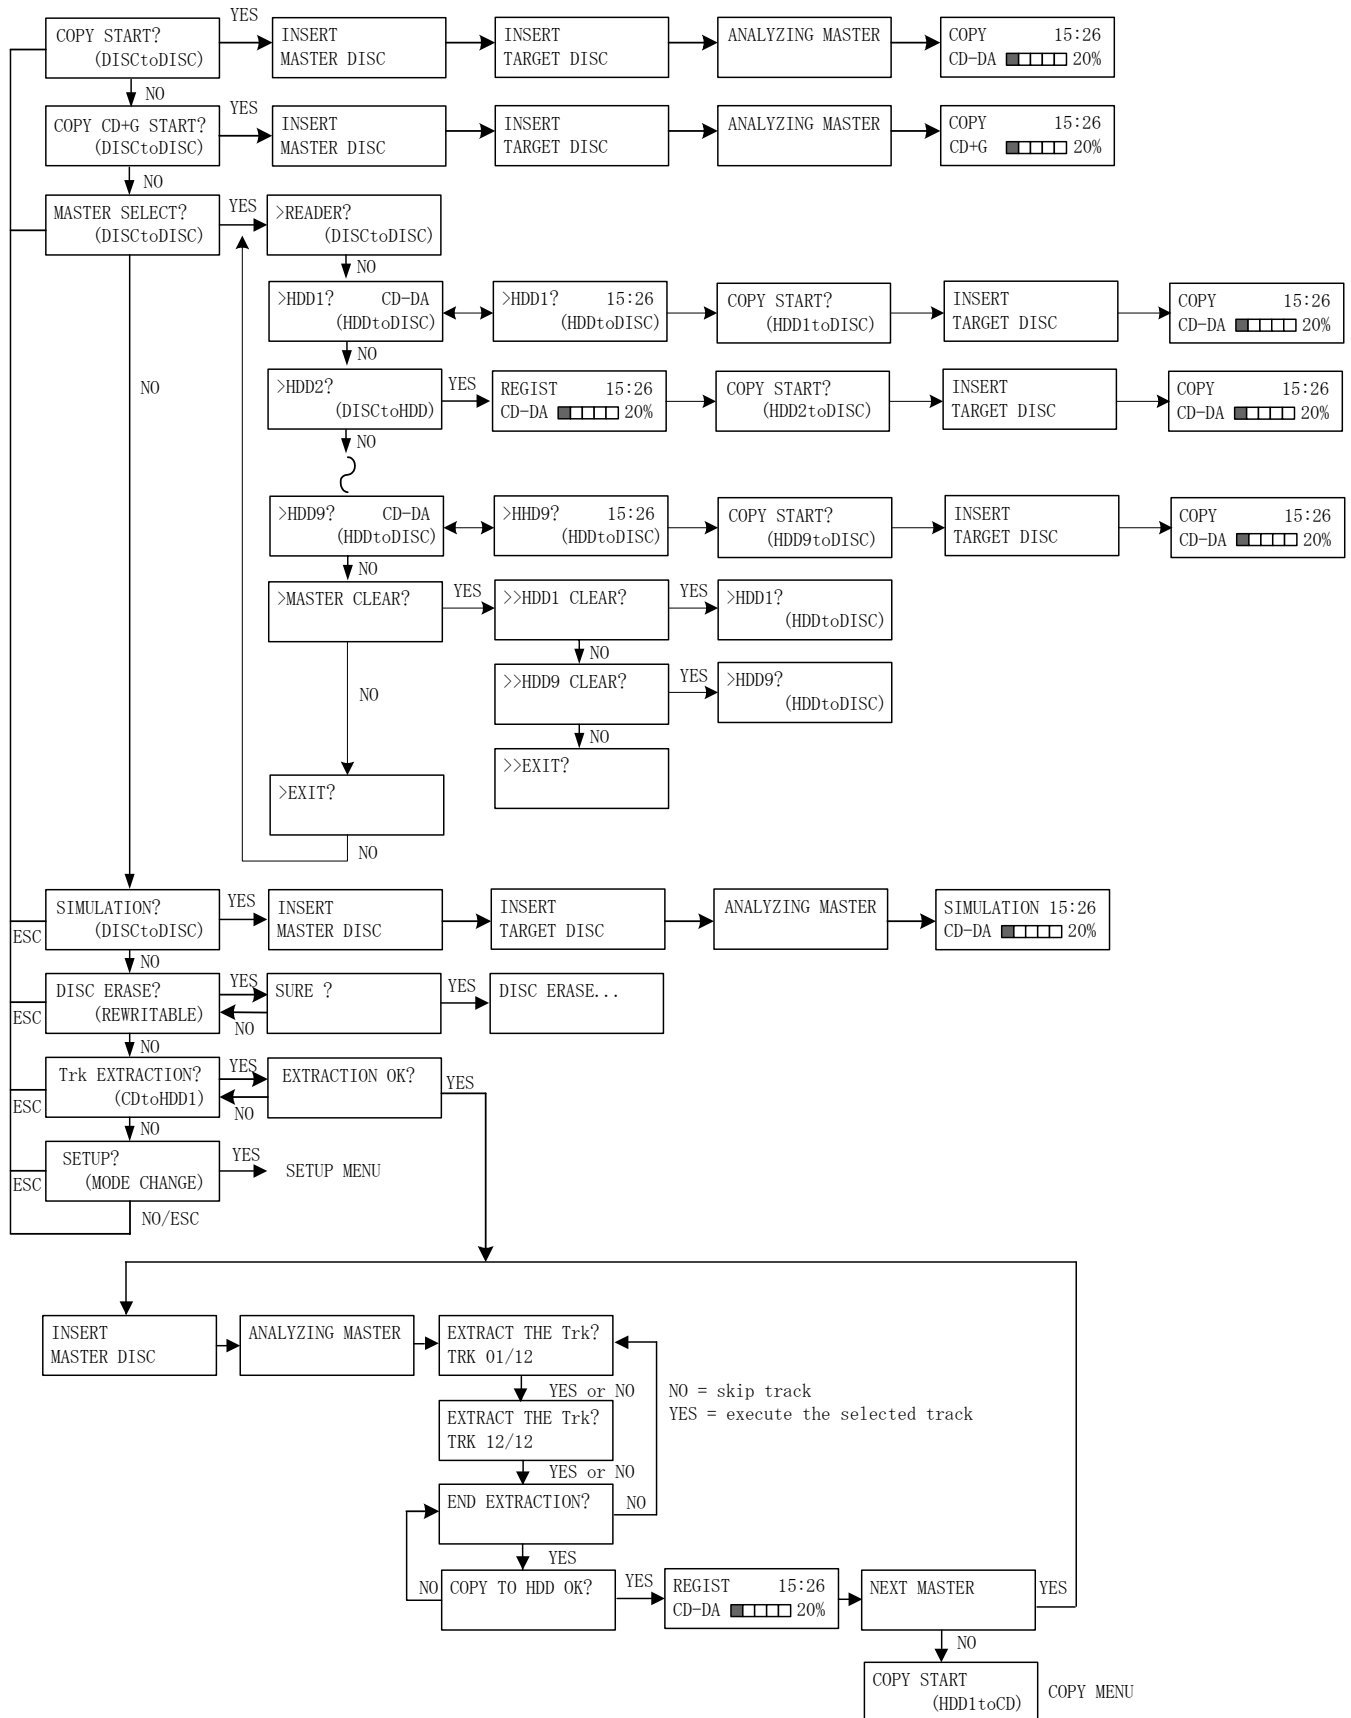 YES
COPY START?
(DISCtoDISC)
INSERT
MASTER DISC
INSERT
TARGET DISC
ANALYZING MASTER
COPY 15:26
CD-DA 20%
NO
YES
COPY CD+G START?
(DISCtoDISC)
INSERT
MASTER DISC
INSERT
TARGET DISC
ANALYZING MASTER
COPY 15:26
CD+G 20%
NO
YES
MASTER SELECT?
(DISCtoDISC)
>READER?
(DISCtoDISC)
NO
>HDD1? CD-DA
(HDDtoDISC)
>HDD1? 15:26
(HDDtoDISC)
COPY START?
(HDD1toDISC)
INSERT
TARGET DISC
COPY 15:26
CD-DA 20%
NO
NO
>HDD2?
(DISCtoHDD)
YES
REGIST 15:26
CD-DA 20%
COPY START?
(HDD2toDISC)
INSERT
TARGET DISC
COPY 15:26
CD-DA 20%
NO
>HDD9? CD-DA
(HDDtoDISC)
>HHD9? 15:26
(HDDtoDISC)
COPY START?
(HDD9toDISC)
INSERT
TARGET DISC
COPY 15:26
CD-DA 20%
NO
>MASTER CLEAR?
YES
>>HDD1 CLEAR?
YES
>HDD1?
(HDDtoDISC)
NO
NO
>>HDD9 CLEAR?
YES
>HDD9?
(HDDtoDISC)
NO
>>EXIT?
>EXIT?
NO
SIMULATION?
(DISCtoDISC)
YES
INSERT
MASTER DISC
INSERT
TARGET DISC
ANALYZING MASTER
SIMULATION 15:26
CD-DA 20%
ESC
NO
DISC ERASE?
(REWRITABLE)
YES
NO
SURE ?
YES
DISC ERASE...
ESC
NO
Trk EXTRACTION?
(CDtoHDD1)
YES
NO
EXTRACTION OK?
YES
ESC
NO
SETUP?
(MODE CHANGE)
YES
SETUP MENU
ESC
NO/ESC
INSERT
MASTER DISC
ANALYZING MASTER
EXTRACT THE Trk?
TRK 01/12
YES or NO
NO = skip track
YES = execute the selected track
EXTRACT THE Trk?
TRK 12/12
YES or NO
END EXTRACTION?
NO
YES
NO
COPY TO HDD OK?
YES
REGIST 15:26
CD-DA 20%
NEXT MASTER
YES
NO
COPY START
(HDD1toCD)
COPY MENU